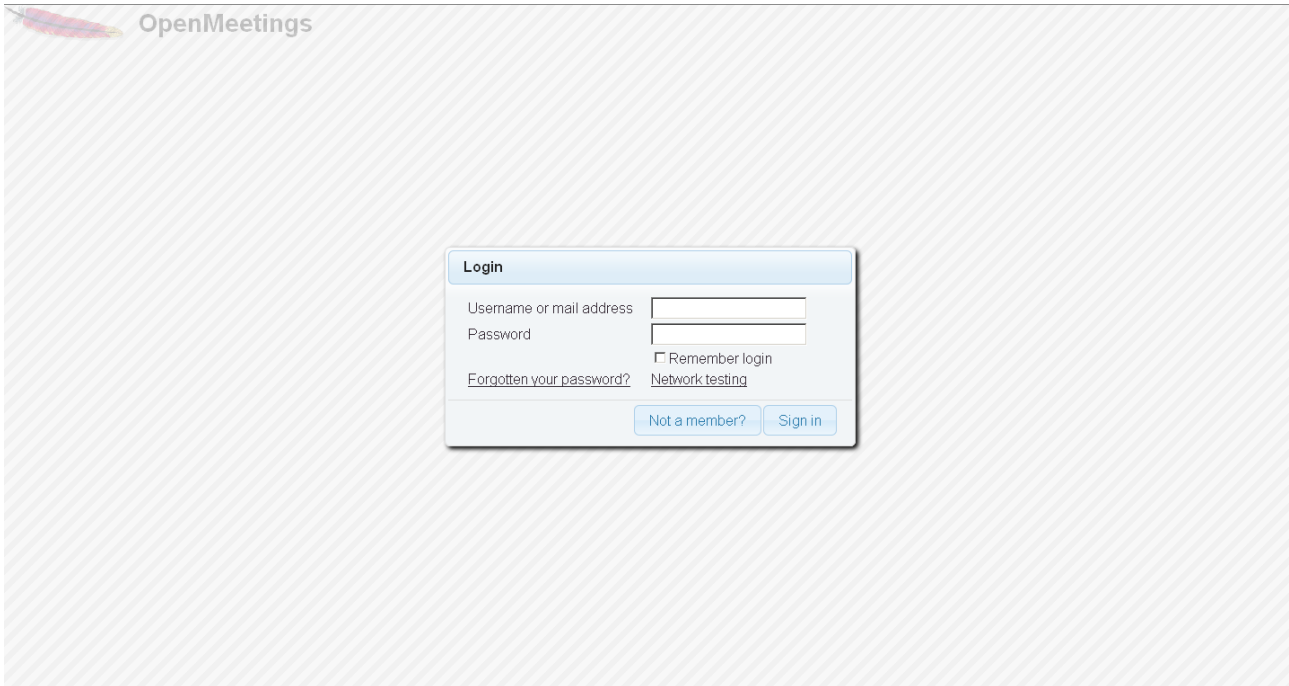 OpenMeetings
Login
Username or mail address
Password
Remember login
Forgotten your password? Network testing
Not a member? Sign in